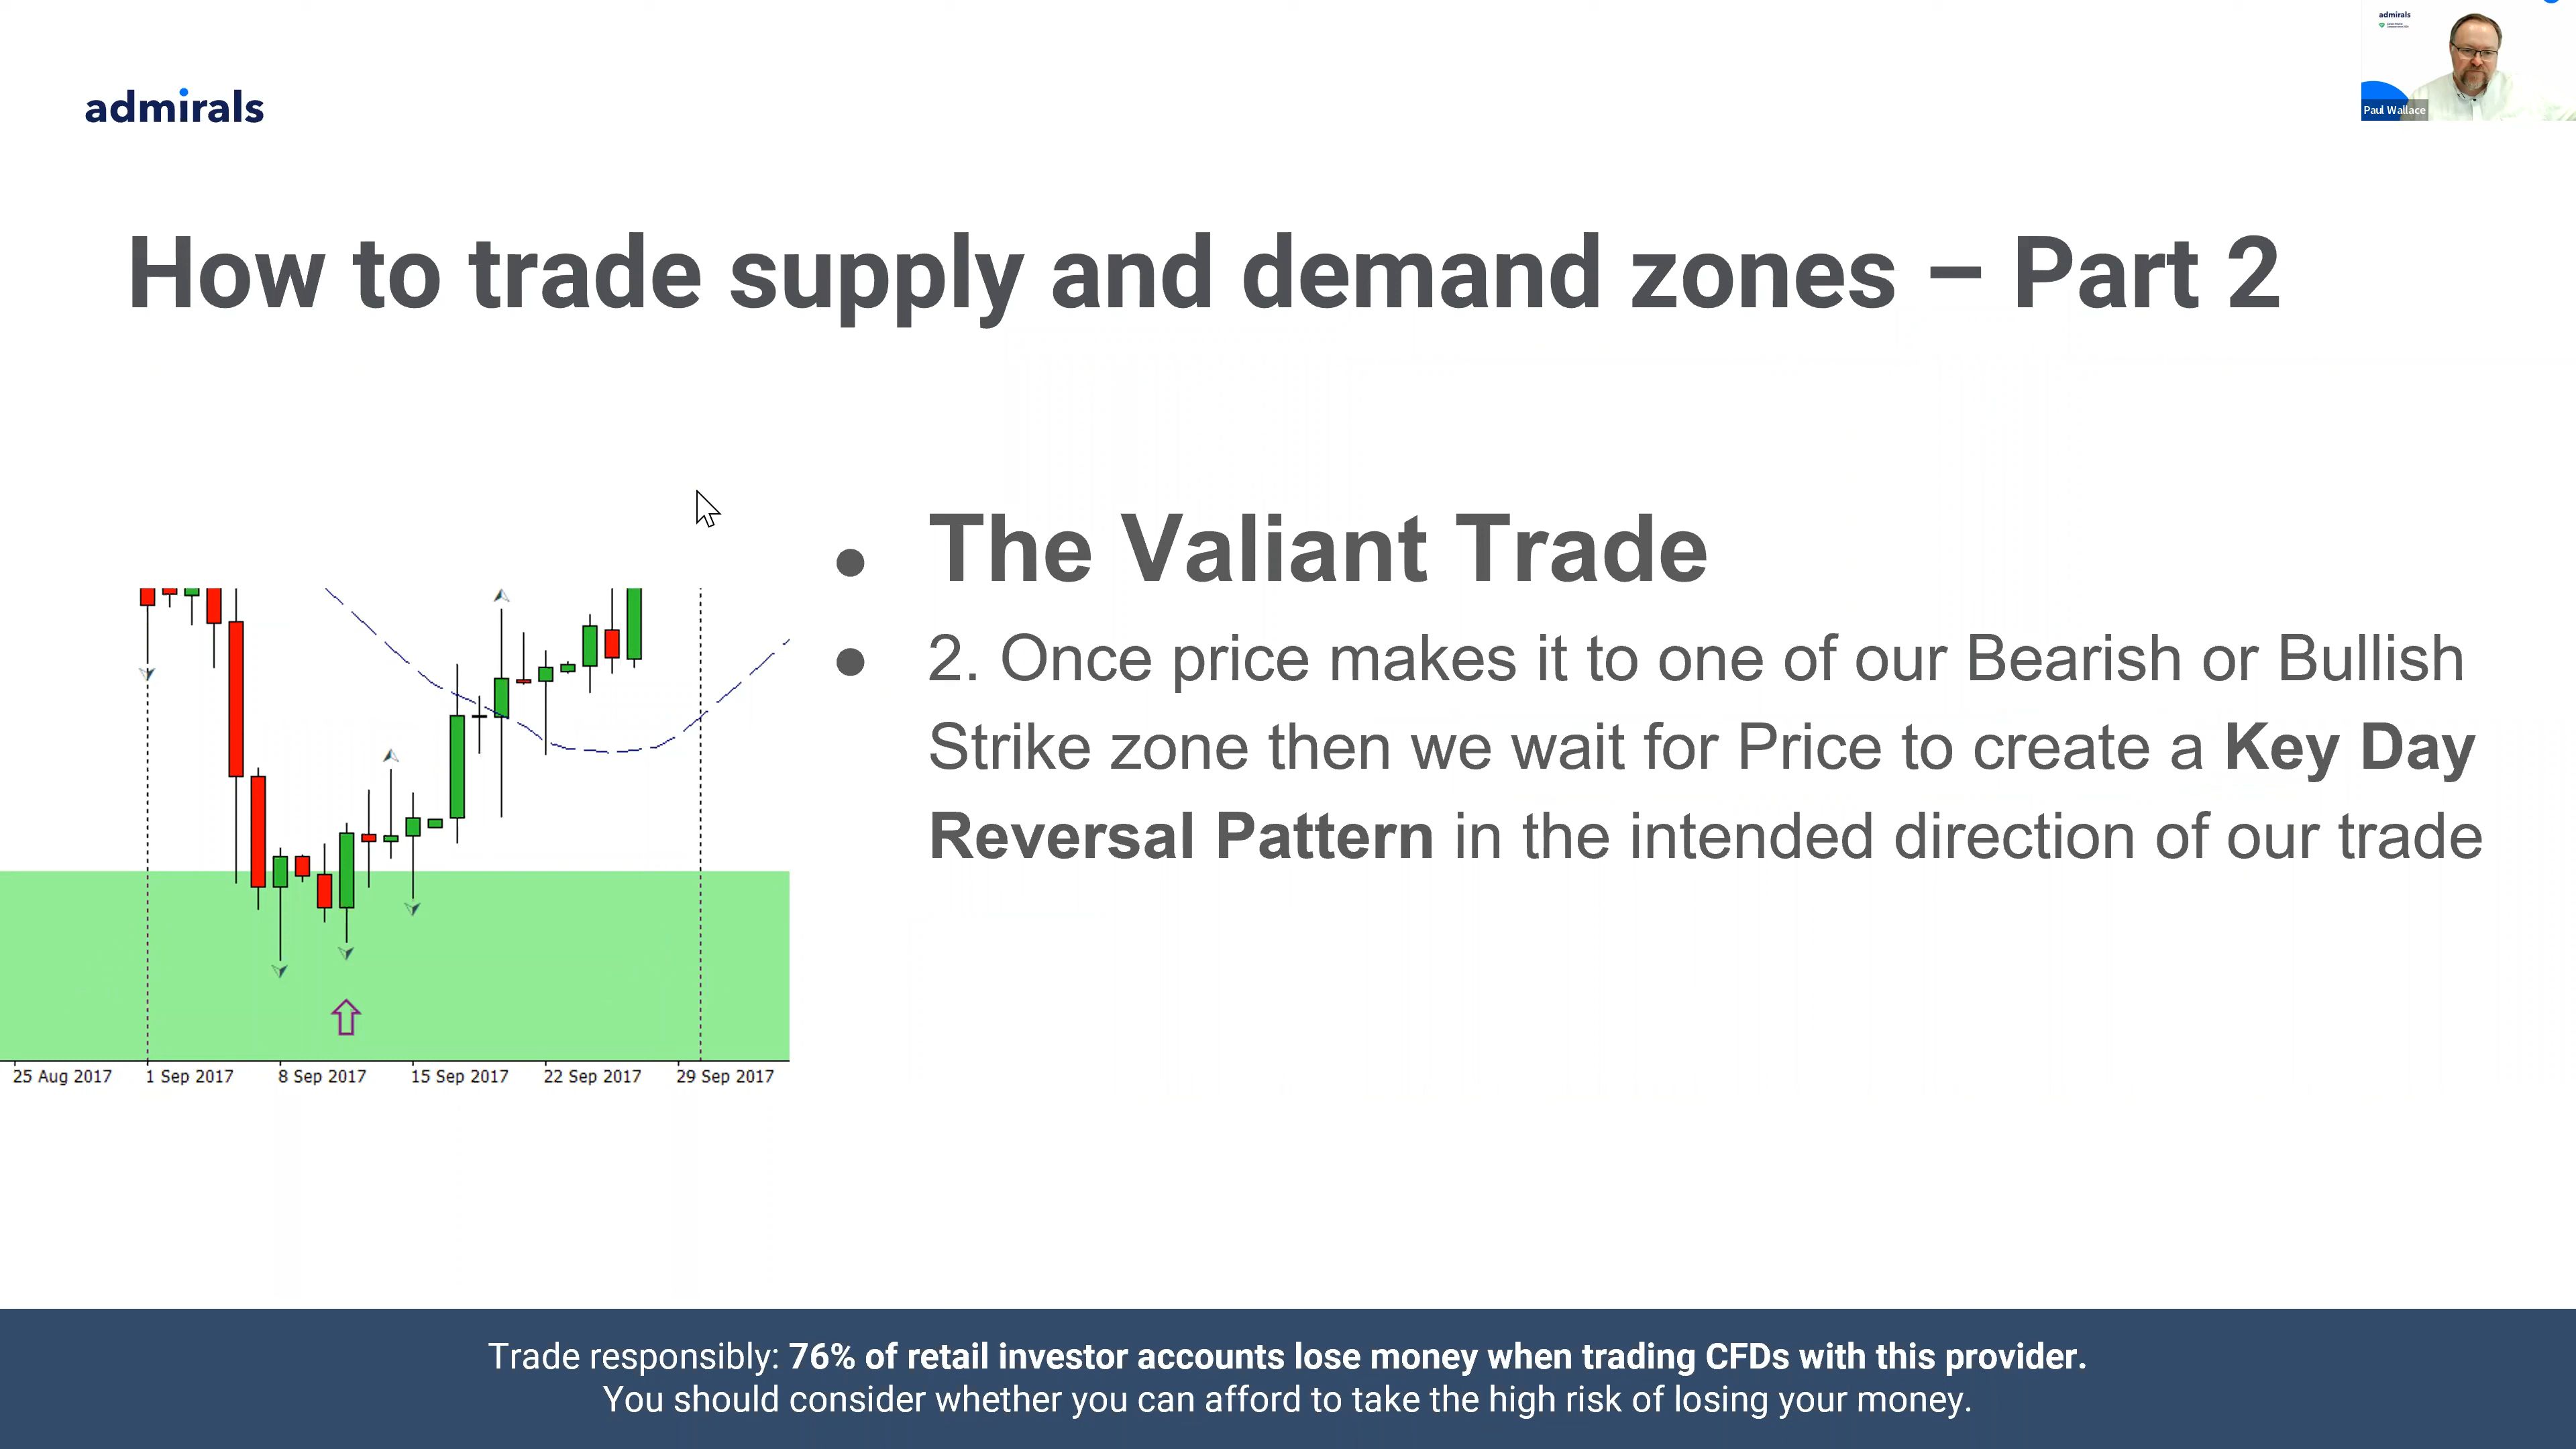 admirals
admirals
Paul Wallace
How to trade supply and demand zones – Part 2
● The Valiant Trade
● 2. Once price makes it to one of our Bearish or Bullish
Strike zone then we wait for Price to create a Key Day
Reversal Pattern in the intended direction of our trade
25 Aug 2017 1 Sep 2017 8 Sep 2017 15 Sep 2017 22 Sep 2017 29 Sep 2017
Trade responsibly: 76% of retail investor accounts lose money when trading CFDs with this provider.
You should consider whether you can afford to take the high risk of losing your money.